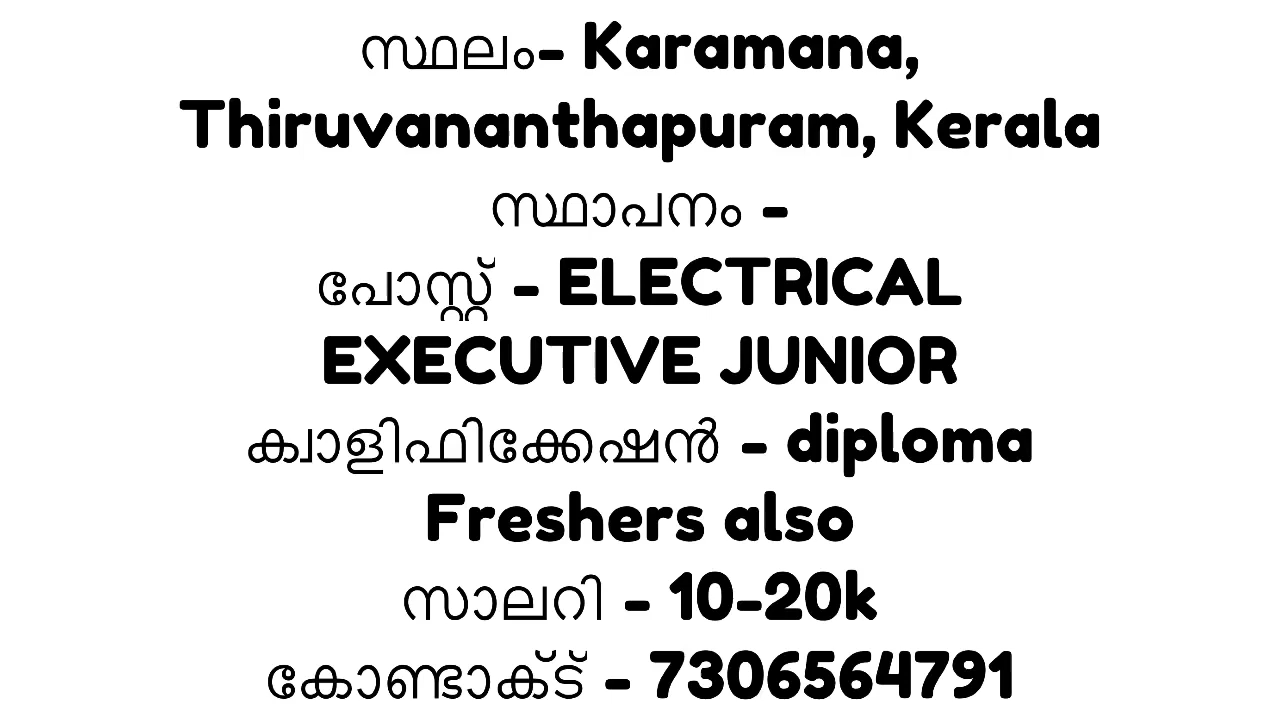 സ്ഥലം- Karamana,
Thiruvananthapuram, Kerala
സ്ഥാപനം -
പോസ്റ്റ് - ELECTRICAL
EXECUTIVE JUNIOR
ക്വാളിഫിക്കേഷൻ - diploma
Freshers also
സാലറി - 10-20k
കോണ്ടാക്ട് - 7306564791